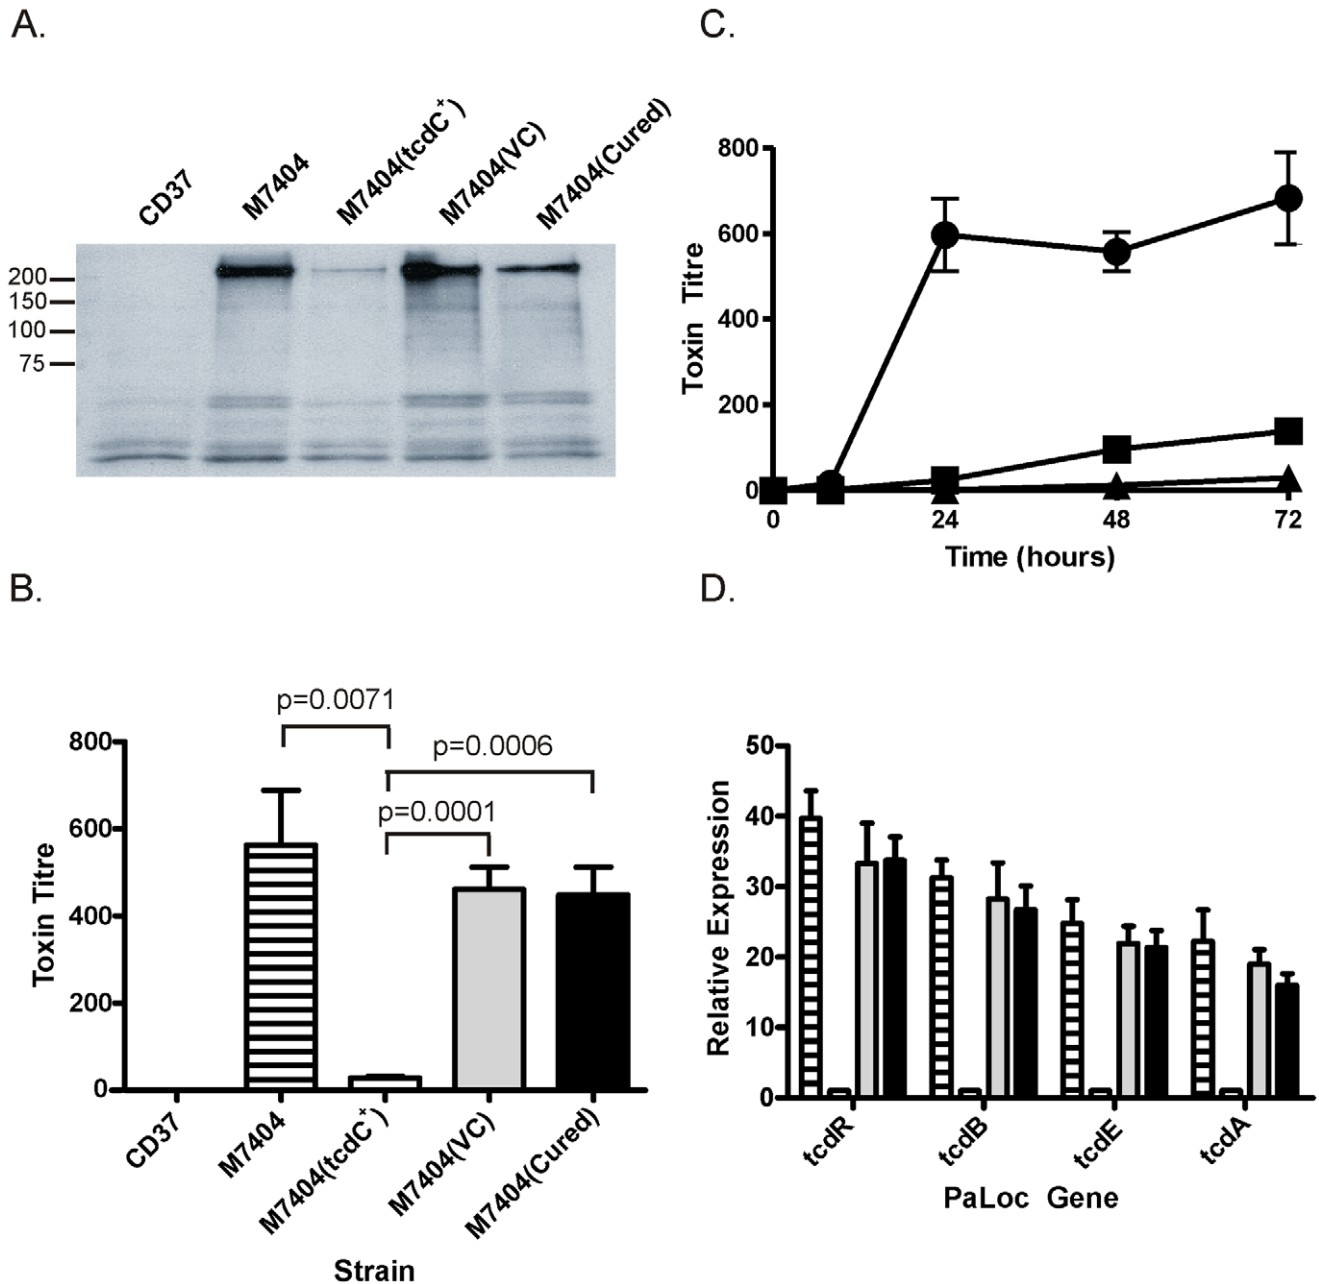 A.
CD37
M7404
M7404(tcdC+)
M7404(VC)
M7404(Cured)
200
150
100
75
C.
Toxin Titre
800
600
400
200
0
0 24 48 72
Time (hours)
B.
p=0.0071
p=0.0006
p=0.0001
Toxin Titre
800
600
400
200
0
CD37
M7404
M7404(tcdC+)
M7404(VC)
M7404(Cured)
Strain
D.
Relative Expression
50
40
30
20
10
0
tcdR
tcdB
tcdE
tcdA
PaLoc Gene